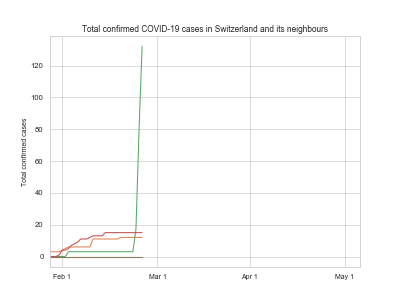 Total confirmed COVID-19 cases in Switzerland and its neighbours
Total confirmed cases
120
100
80
60
40
20
0
Feb 1
Mar 1
Apr 1
May 1